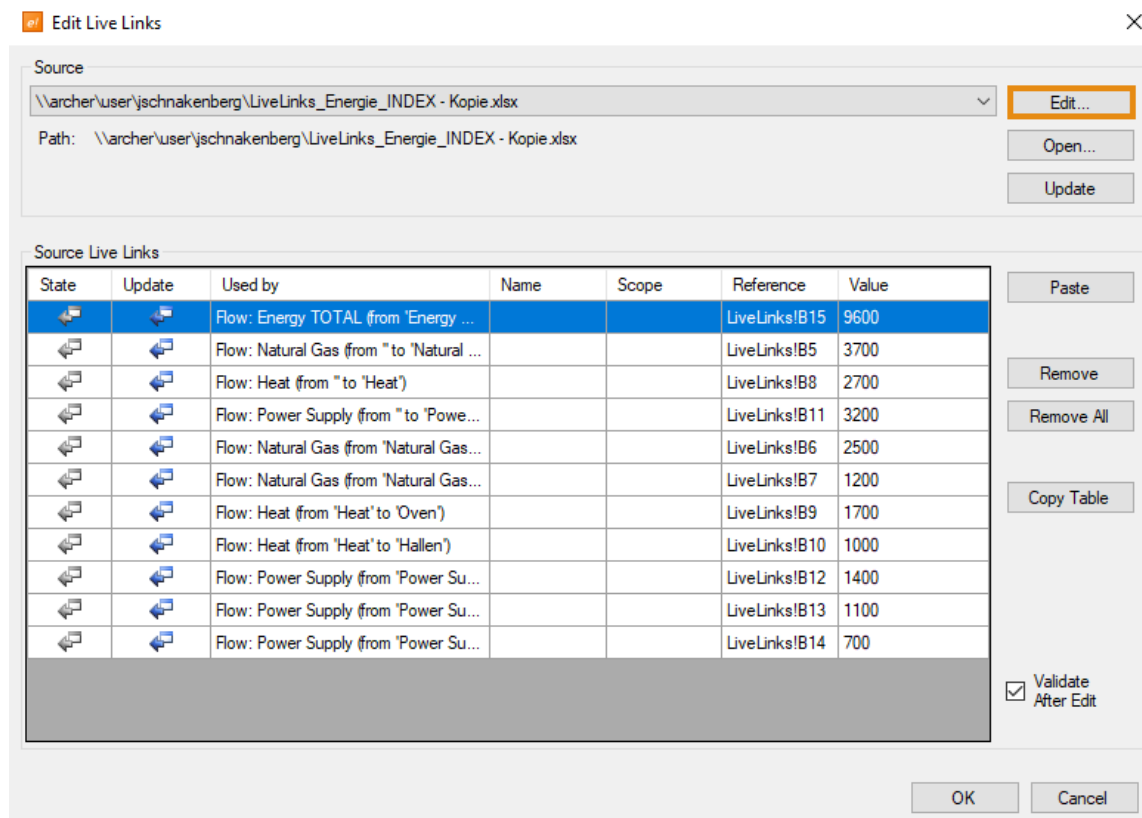 e! Edit Live Links
Source
\\archer\user\jschnakenberg\LiveLinks_Energie_INDEX - Kopie.xlsx
Edit...
Path: \\archer\user\jschnakenberg\LiveLinks_Energie_INDEX - Kopie.xlsx
Open...
Update
Source Live Links
State Update Used by Name Scope Reference Value
Paste
Flow: Energy TOTAL (from 'Energy ... LiveLinks!B15 9600
Flow: Natural Gas (from '' to 'Natural ... LiveLinks!B5 3700
Flow: Heat (from '' to 'Heat') LiveLinks!B8 2700
Remove
Flow: Power Supply (from '' to 'Powe... LiveLinks!B11 3200
Remove All
Flow: Natural Gas (from 'Natural Gas... LiveLinks!B6 2500
Flow: Natural Gas (from 'Natural Gas... LiveLinks!B7 1200
Copy Table
Flow: Heat (from 'Heat' to 'Oven') LiveLinks!B9 1700
Flow: Heat (from 'Heat' to 'Hallen') LiveLinks!B10 1000
Flow: Power Supply (from 'Power Su... LiveLinks!B12 1400
Flow: Power Supply (from 'Power Su... LiveLinks!B13 1100
Flow: Power Supply (from 'Power Su... LiveLinks!B14 700
Validate
After Edit
OK Cancel